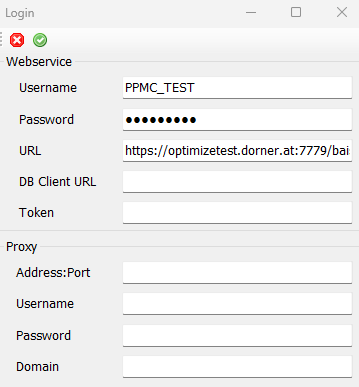 Login
Webservice
Username PPMC_TEST
Password ●●●●●●●●●
URL https://optimizetest.dorner.at:7779/bai
DB Client URL
Token
Proxy
Address:Port
Username
Password
Domain